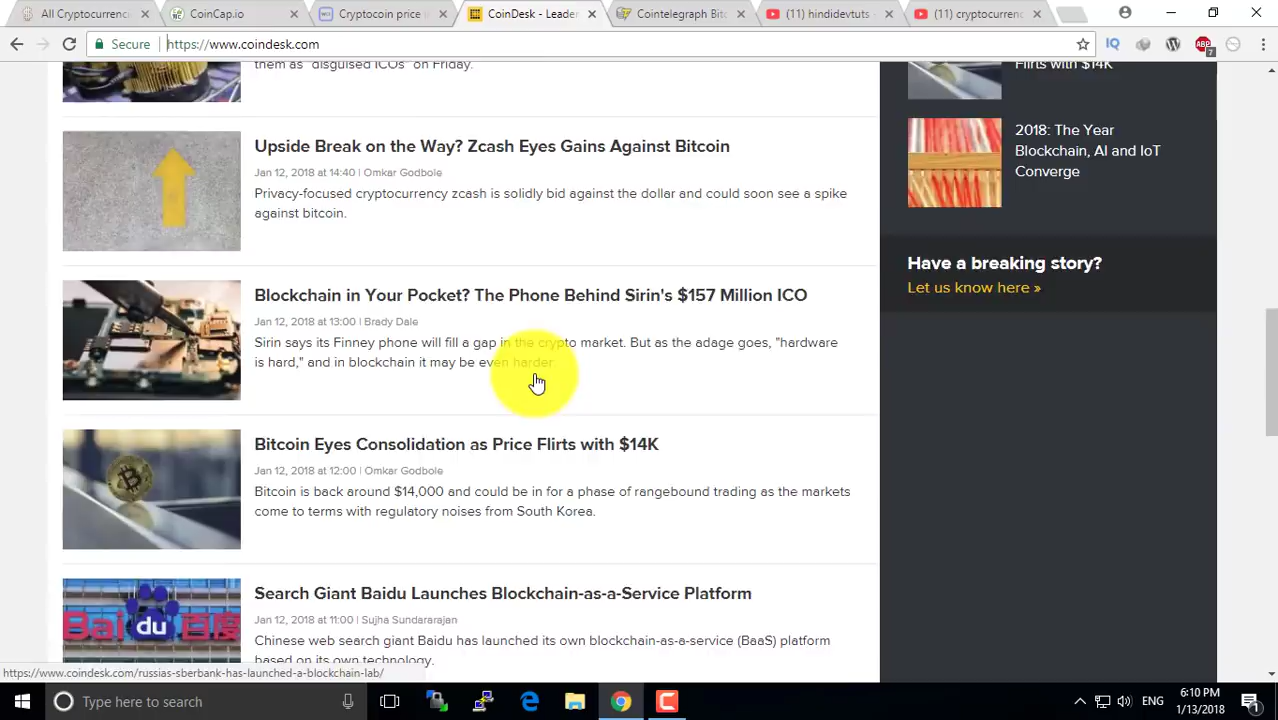 All Cryptocurrenc
CoinCap.io
Cryptocoin price i
CoinDesk - Leader
Cointelegraph Bitc
(11) hindidevtuts -
(11) cryptocurrenc
Secure
https://www.coindesk.com
IQ
ABP
7
them as "disguised ICOs" on Friday.
Flirts with $14K
Upside Break on the Way? Zcash Eyes Gains Against Bitcoin
Jan 12, 2018 at 14:40 | Omkar Godbole
Privacy-focused cryptocurrency zcash is solidly bid against the dollar and could soon see a spike
against bitcoin.
2018: The Year
Blockchain, AI and IoT
Converge
Have a breaking story?
Let us know here »
Blockchain in Your Pocket? The Phone Behind Sirin's $157 Million ICO
Jan 12, 2018 at 13:00 | Brady Dale
Sirin says its Finney phone will fill a gap in the crypto market. But as the adage goes, "hardware
is hard," and in blockchain it may be even harder.
Bitcoin Eyes Consolidation as Price Flirts with $14K
Jan 12, 2018 at 12:00 | Omkar Godbole
Bitcoin is back around $14,000 and could be in for a phase of rangebound trading as the markets
come to terms with regulatory noises from South Korea.
Bai du 百度
Search Giant Baidu Launches Blockchain-as-a-Service Platform
Jan 12, 2018 at 11:00 | Sujha Sundararajan
Chinese web search giant Baidu has launched its own blockchain-as-a-service (BaaS) platform
based on its own technology.
https://www.coindesk.com/russias-sberbank-has-launched-a-blockchain-lab/
Type here to search
ENG
6:10 PM
1/13/2018
1